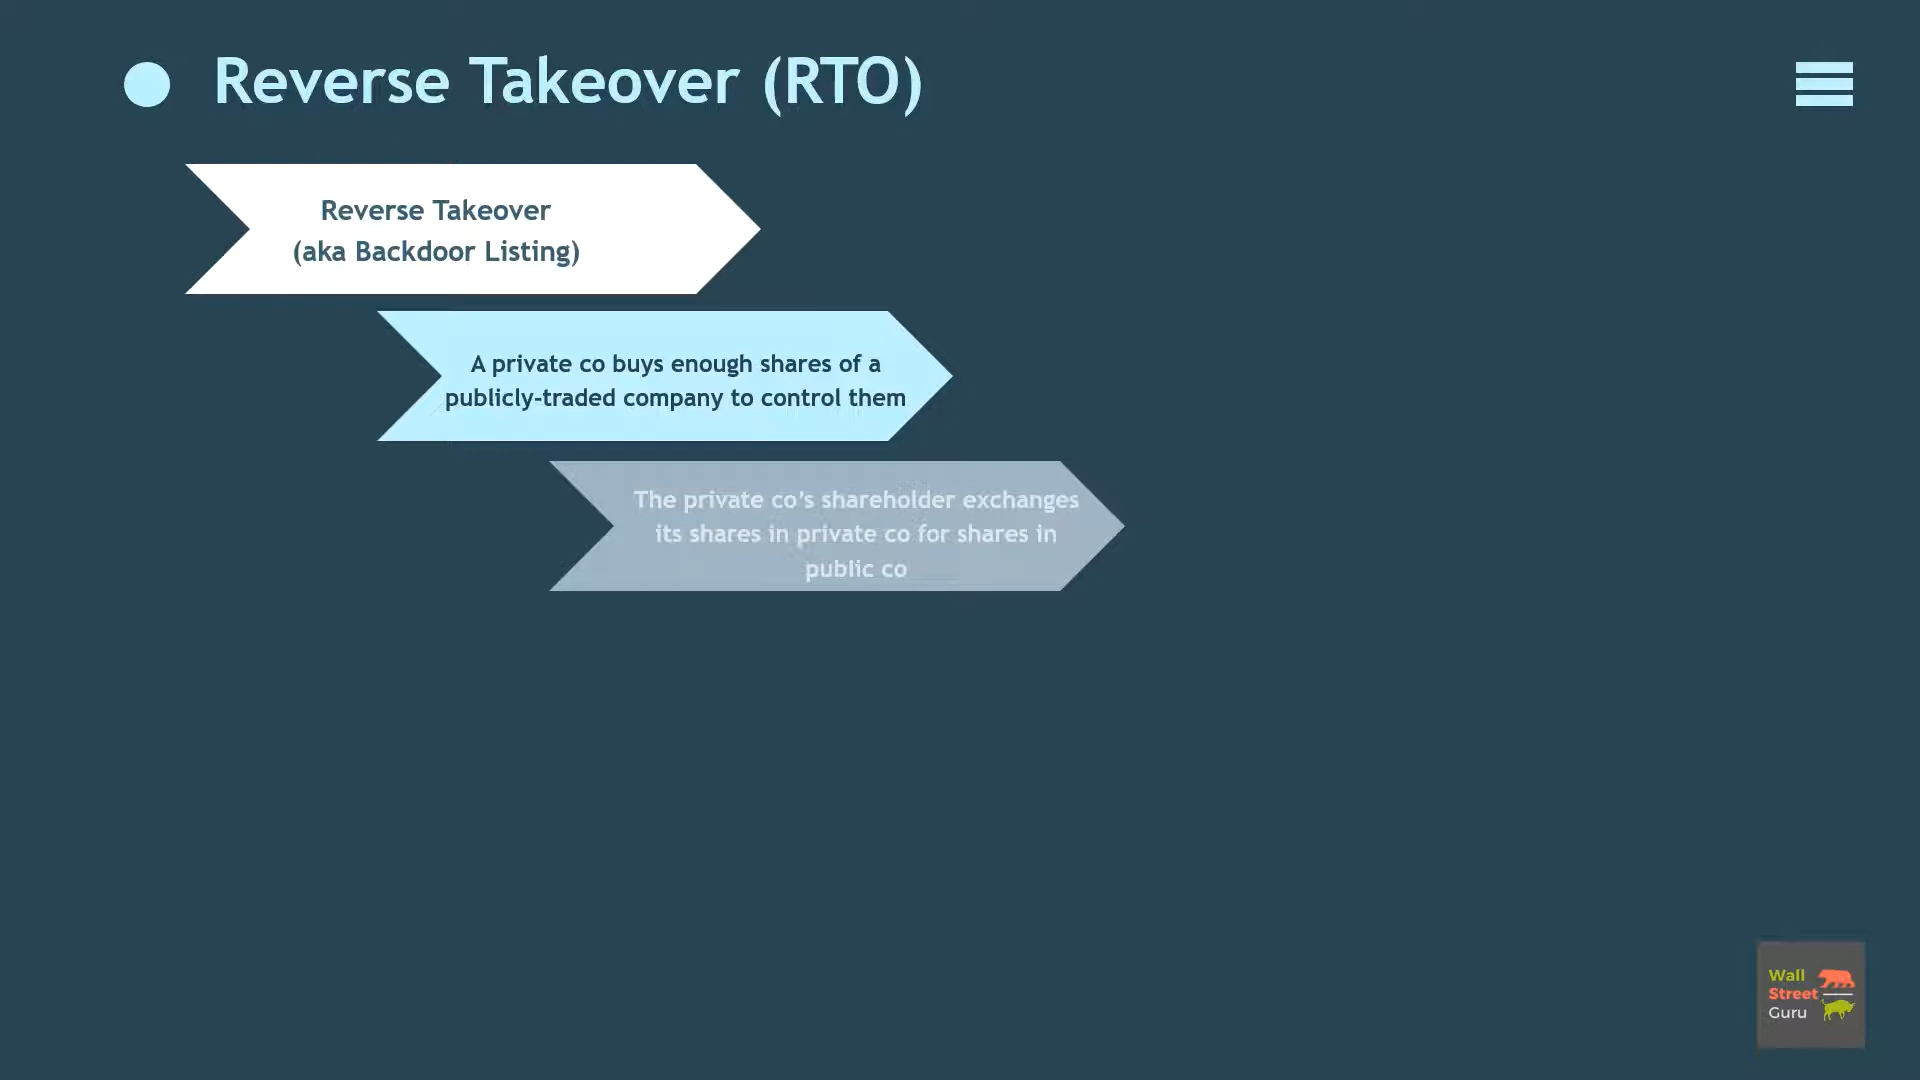 Reverse Takeover (RTO)
Reverse Takeover
(aka Backdoor Listing)
A private co buys enough shares of a
publicly-traded company to control them
The private co's shareholder exchanges
its shares in private co for shares in
public co
Wall
Street
Guru